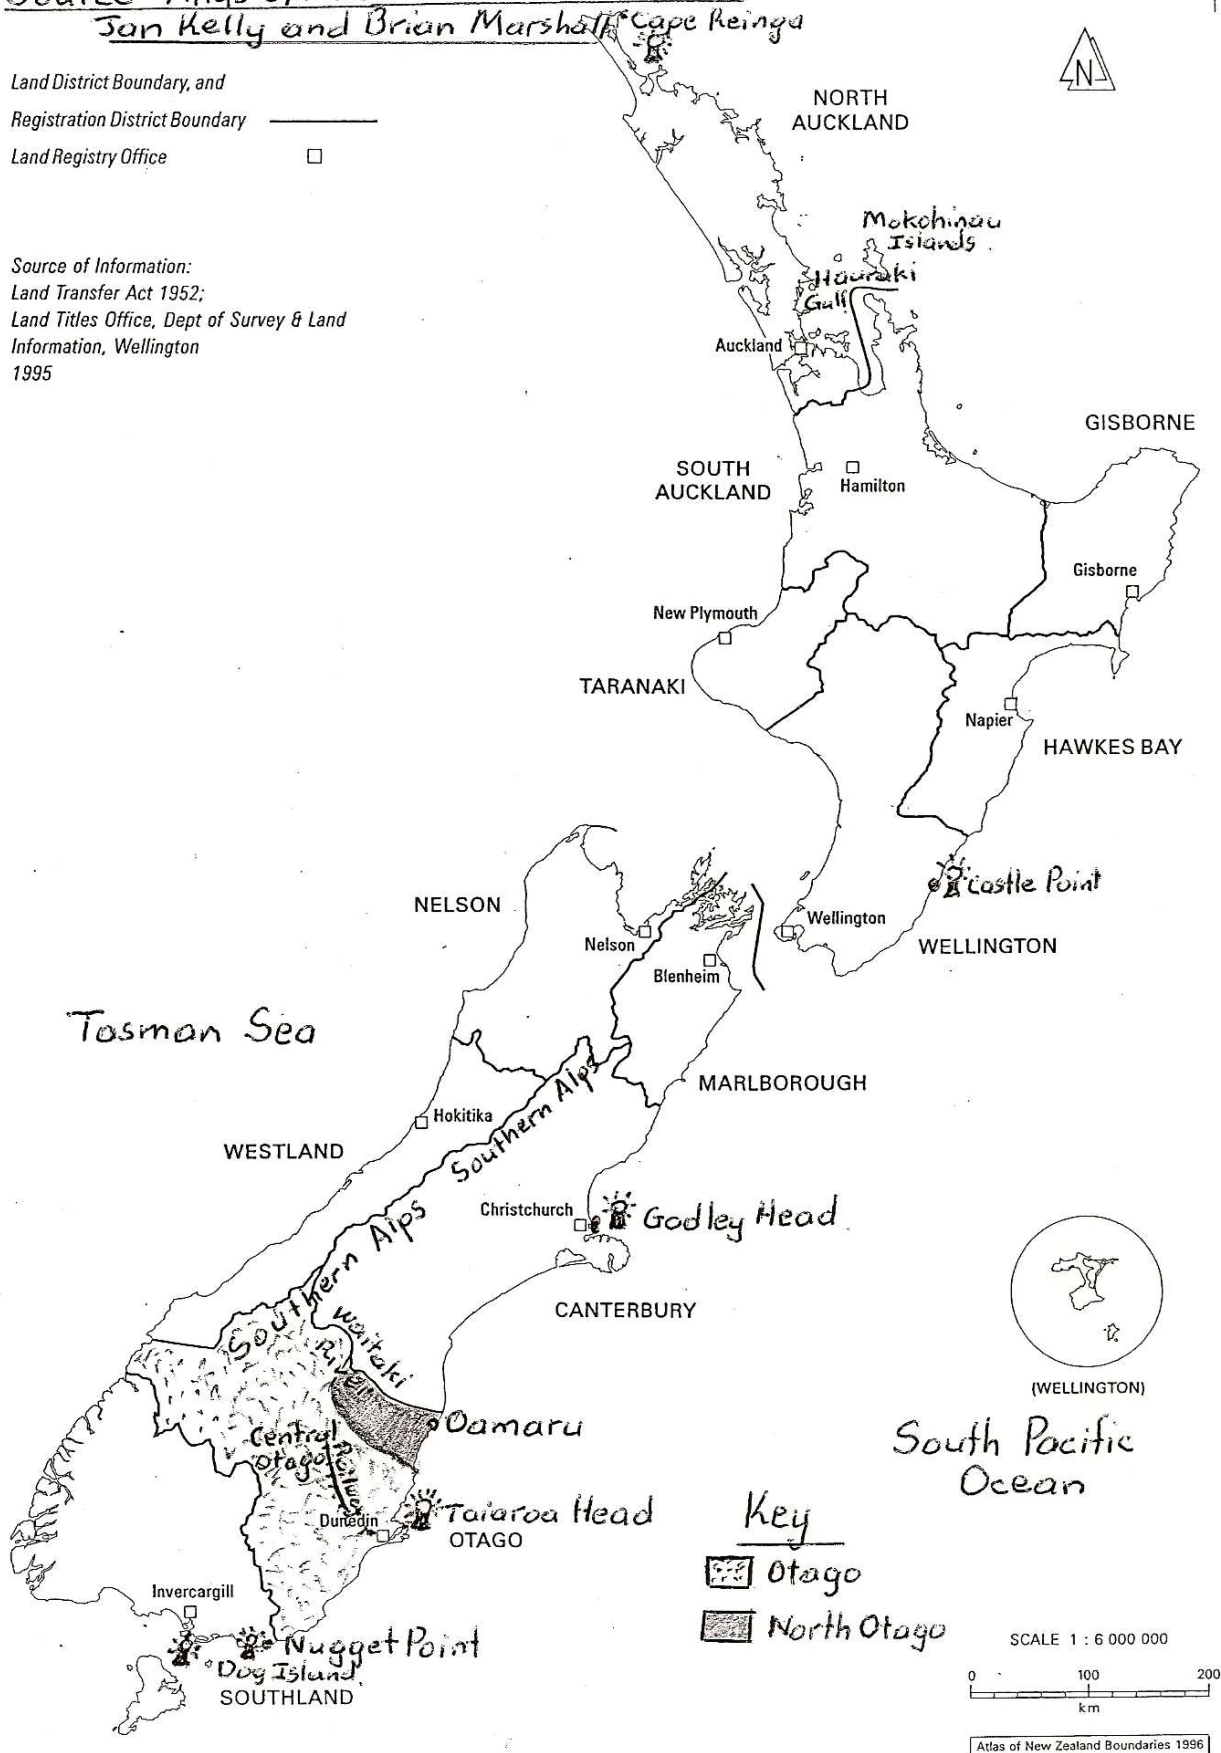 Source
Jan Kelly and Brian Marshall
Cape Reinga
N
Land District Boundary, and
Registration District Boundary
Land Registry Office
NORTH
AUCKLAND
Mokohinau
Islands
Hauraki
Gulf
Source of Information:
Land Transfer Act 1952;
Land Titles Office, Dept of Survey & Land
Information, Wellington
1995
Auckland
GISBORNE
SOUTH
AUCKLAND
Hamilton
Gisborne
New Plymouth
TARANAKI
Napier
HAWKES BAY
Castle Point
NELSON
Wellington
Nelson
WELLINGTON
Blenheim
Tasman Sea
MARLBOROUGH
Southern Alps
Hokitika
WESTLAND
Christchurch
Godley Head
Southern Alps
CANTERBURY
Waitaki
River
(WELLINGTON)
Oamaru
Central
Otago
Railway
South Pacific
Ocean
Taiaroa Head
Dunedin
OTAGO
Key
Otago
North Otago
Invercargill
Nugget Point
Dog Island
SOUTHLAND
SCALE 1 : 6 000 000
0 100 200
km
Atlas of New Zealand Boundaries 1996